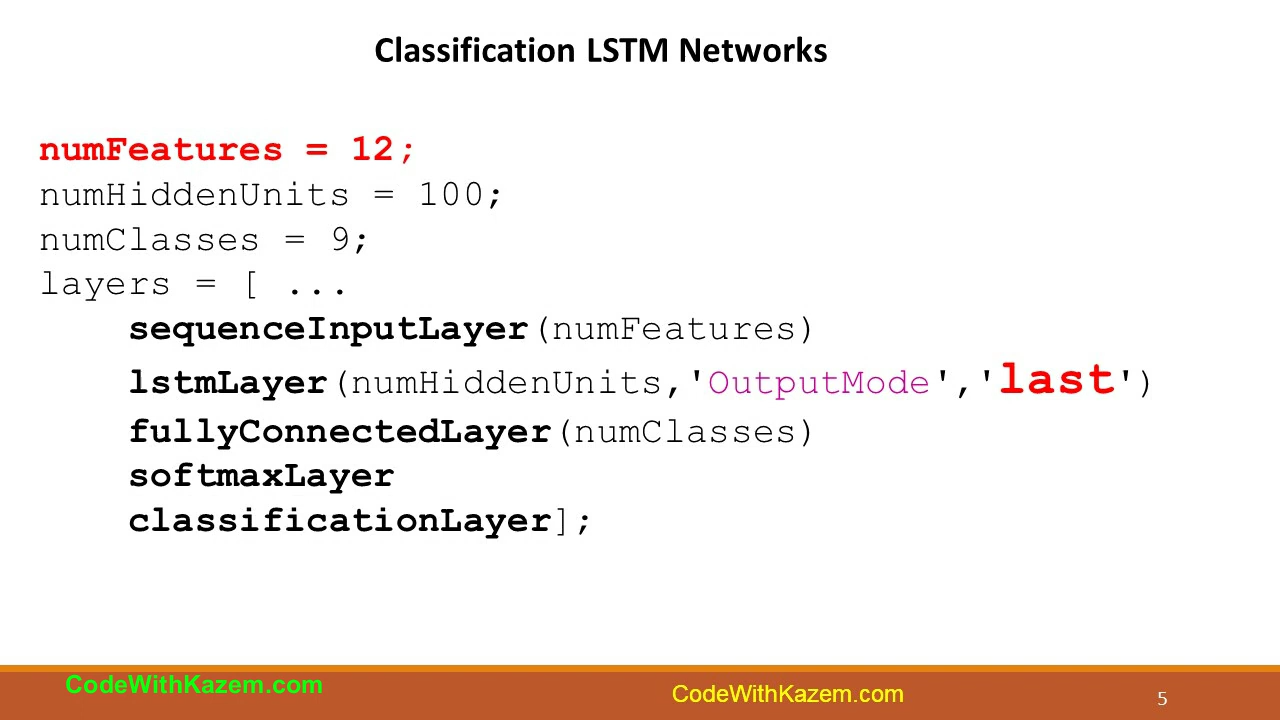 Classification LSTM Networks
numFeatures = 12;
numHiddenUnits = 100;
numClasses = 9;
layers = [ ...
sequenceInputLayer(numFeatures)
lstmLayer(numHiddenUnits,'OutputMode','last')
fullyConnectedLayer(numClasses)
softmaxLayer
classificationLayer];
CodeWithKazem.com
CodeWithKazem.com
5